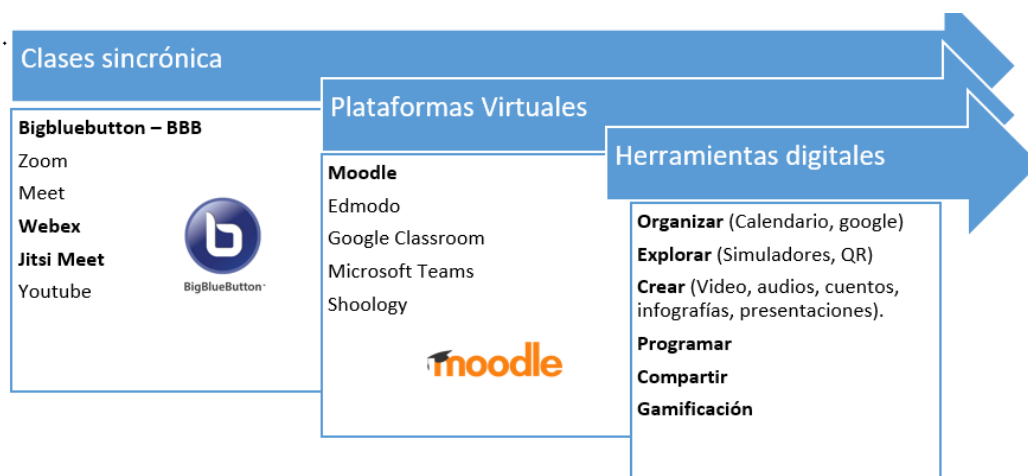 Clases sincrónica
Bigbluebutton – BBB
Zoom
Meet
Webex
Jitsi Meet
Youtube
b
BigBlueButton
Plataformas Virtuales
Moodle
Edmodo
Google Classroom
Microsoft Teams
Shoology
moodle
Herramientas digitales
Organizar (Calendario, google)
Explorar (Simuladores, QR)
Crear (Video, audios, cuentos,
infografías, presentaciones).
Programar
Compartir
Gamificación